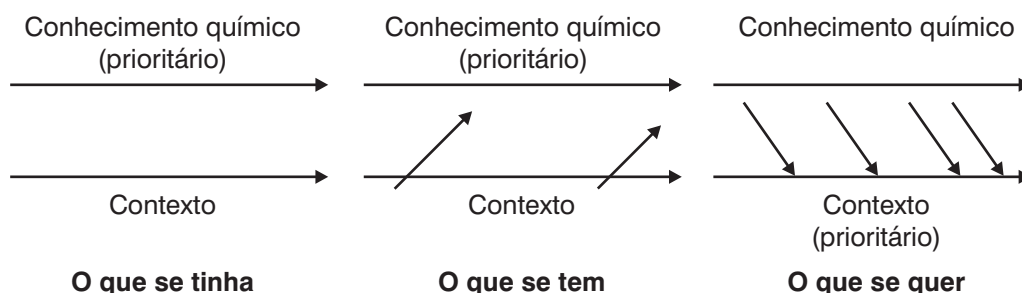 Conhecimento químico
(prioritário)
Contexto
O que se tinha
Conhecimento químico
(prioritário)
Contexto
O que se tem
Conhecimento químico
Contexto
(prioritário)
O que se quer